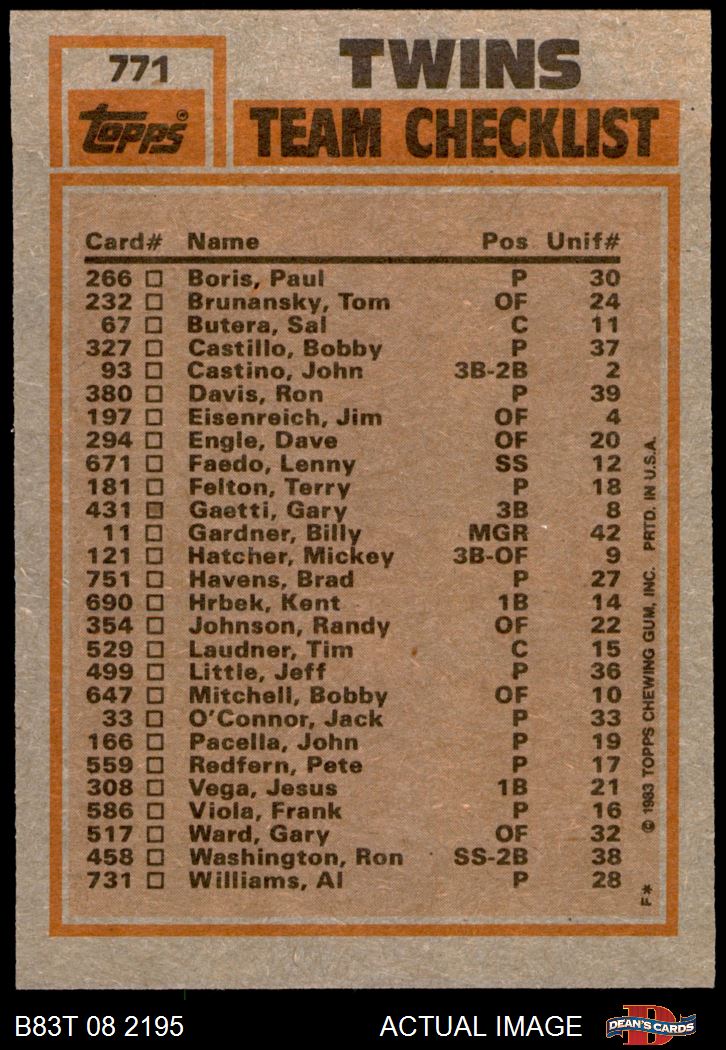 771
Topps®
TWINS
TEAM CHECKLIST
Card# Name Pos Unif#
266 □ Boris, Paul P 30
232 □ Brunansky, Tom OF 24
67 □ Butera, Sal C 11
327 □ Castillo, Bobby P 37
93 □ Castino, John 3B-2B 2
380 □ Davis, Ron P 39
197 □ Eisenreich, Jim OF 4
294 □ Engle, Dave OF 20
671 □ Faedo, Lenny SS 12
181 □ Felton, Terry P 18
431 □ Gaetti, Gary 3B 8
11 □ Gardner, Billy MGR 42
121 □ Hatcher, Mickey 3B-OF 9
751 □ Havens, Brad P 27
690 □ Hrbek, Kent 1B 14
354 □ Johnson, Randy OF 22
529 □ Laudner, Tim C 15
499 □ Little, Jeff P 36
647 □ Mitchell, Bobby OF 10
33 □ O'Connor, Jack P 33
166 □ Pacella, John P 19
559 □ Redfern, Pete P 17
308 □ Vega, Jesus 1B 21
586 □ Viola, Frank P 16
517 □ Ward, Gary OF 32
458 □ Washington, Ron SS-2B 38
731 □ Williams, Al P 28
F* © 1983 TOPPS CHEWING GUM, INC. PRTD. IN U.S.A.
B83T 08 2195 ACTUAL IMAGE
D
DEAN'S CARDS